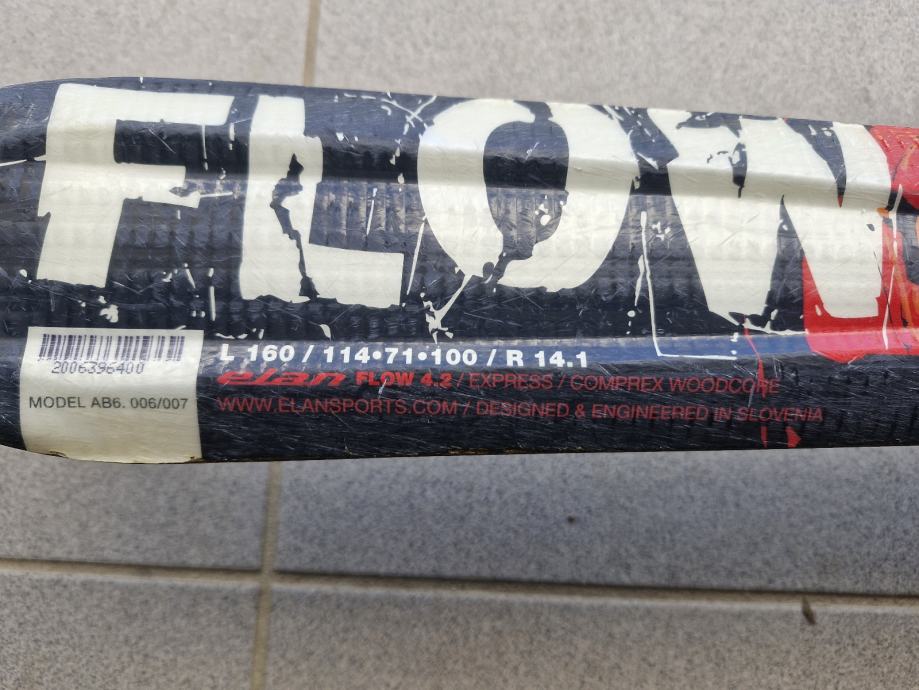 FLOW
2006396400
MODEL AB6. 006/007
L 160 / 114•71•100 / R 14.1
elan FLOW 4.2 / EXPRESS / COMPREX WOODCORE
WWW.ELANSPORTS.COM / DESIGNED & ENGINEERED IN SLOVENIA